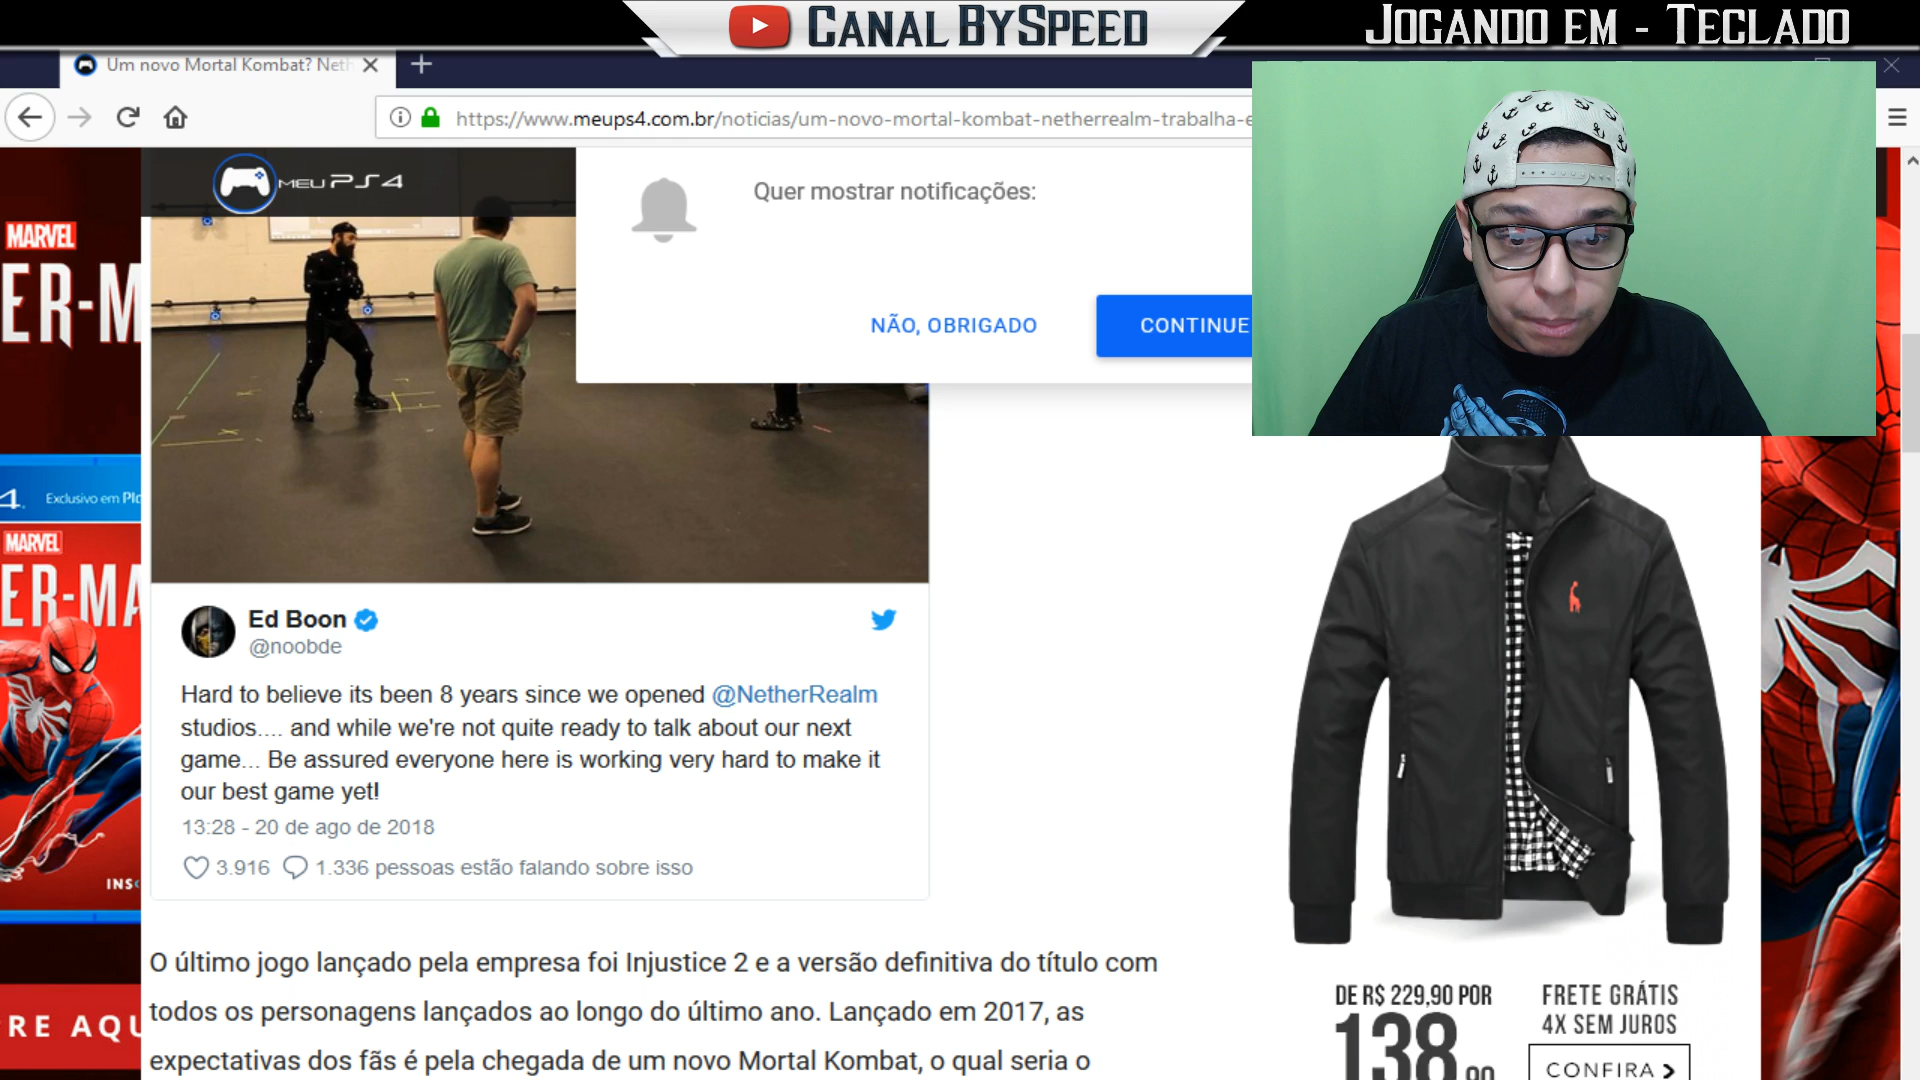 CANAL BYSPEED
JOGANDO EM - TECLADO
Um novo Mortal Kombat? Neth
https://www.meups4.com.br/noticias/um-novo-mortal-kombat-netherrealm-trabalha-e
MEU PS4
Quer mostrar notificações:
NÃO, OBRIGADO
CONTINUE
MARVEL
ER-M
4.
Exclusivo em Pla
MARVEL
ER-MA
Ed Boon
@noobde
Hard to believe its been 8 years since we opened @NetherRealm
studios.... and while we're not quite ready to talk about our next
game... Be assured everyone here is working very hard to make it
our best game yet!
13:28 - 20 de ago de 2018
3.916
1.336 pessoas estão falando sobre isso
RE AQU
O último jogo lançado pela empresa foi Injustice 2 e a versão definitiva do título com
todos os personagens lançados ao longo do último ano. Lançado em 2017, as
expectativas dos fãs é pela chegada de um novo Mortal Kombat, o qual seria o
DE R$ 229,90 POR
138,90
FRETE GRÁTIS
4X SEM JUROS
CONFIRA >